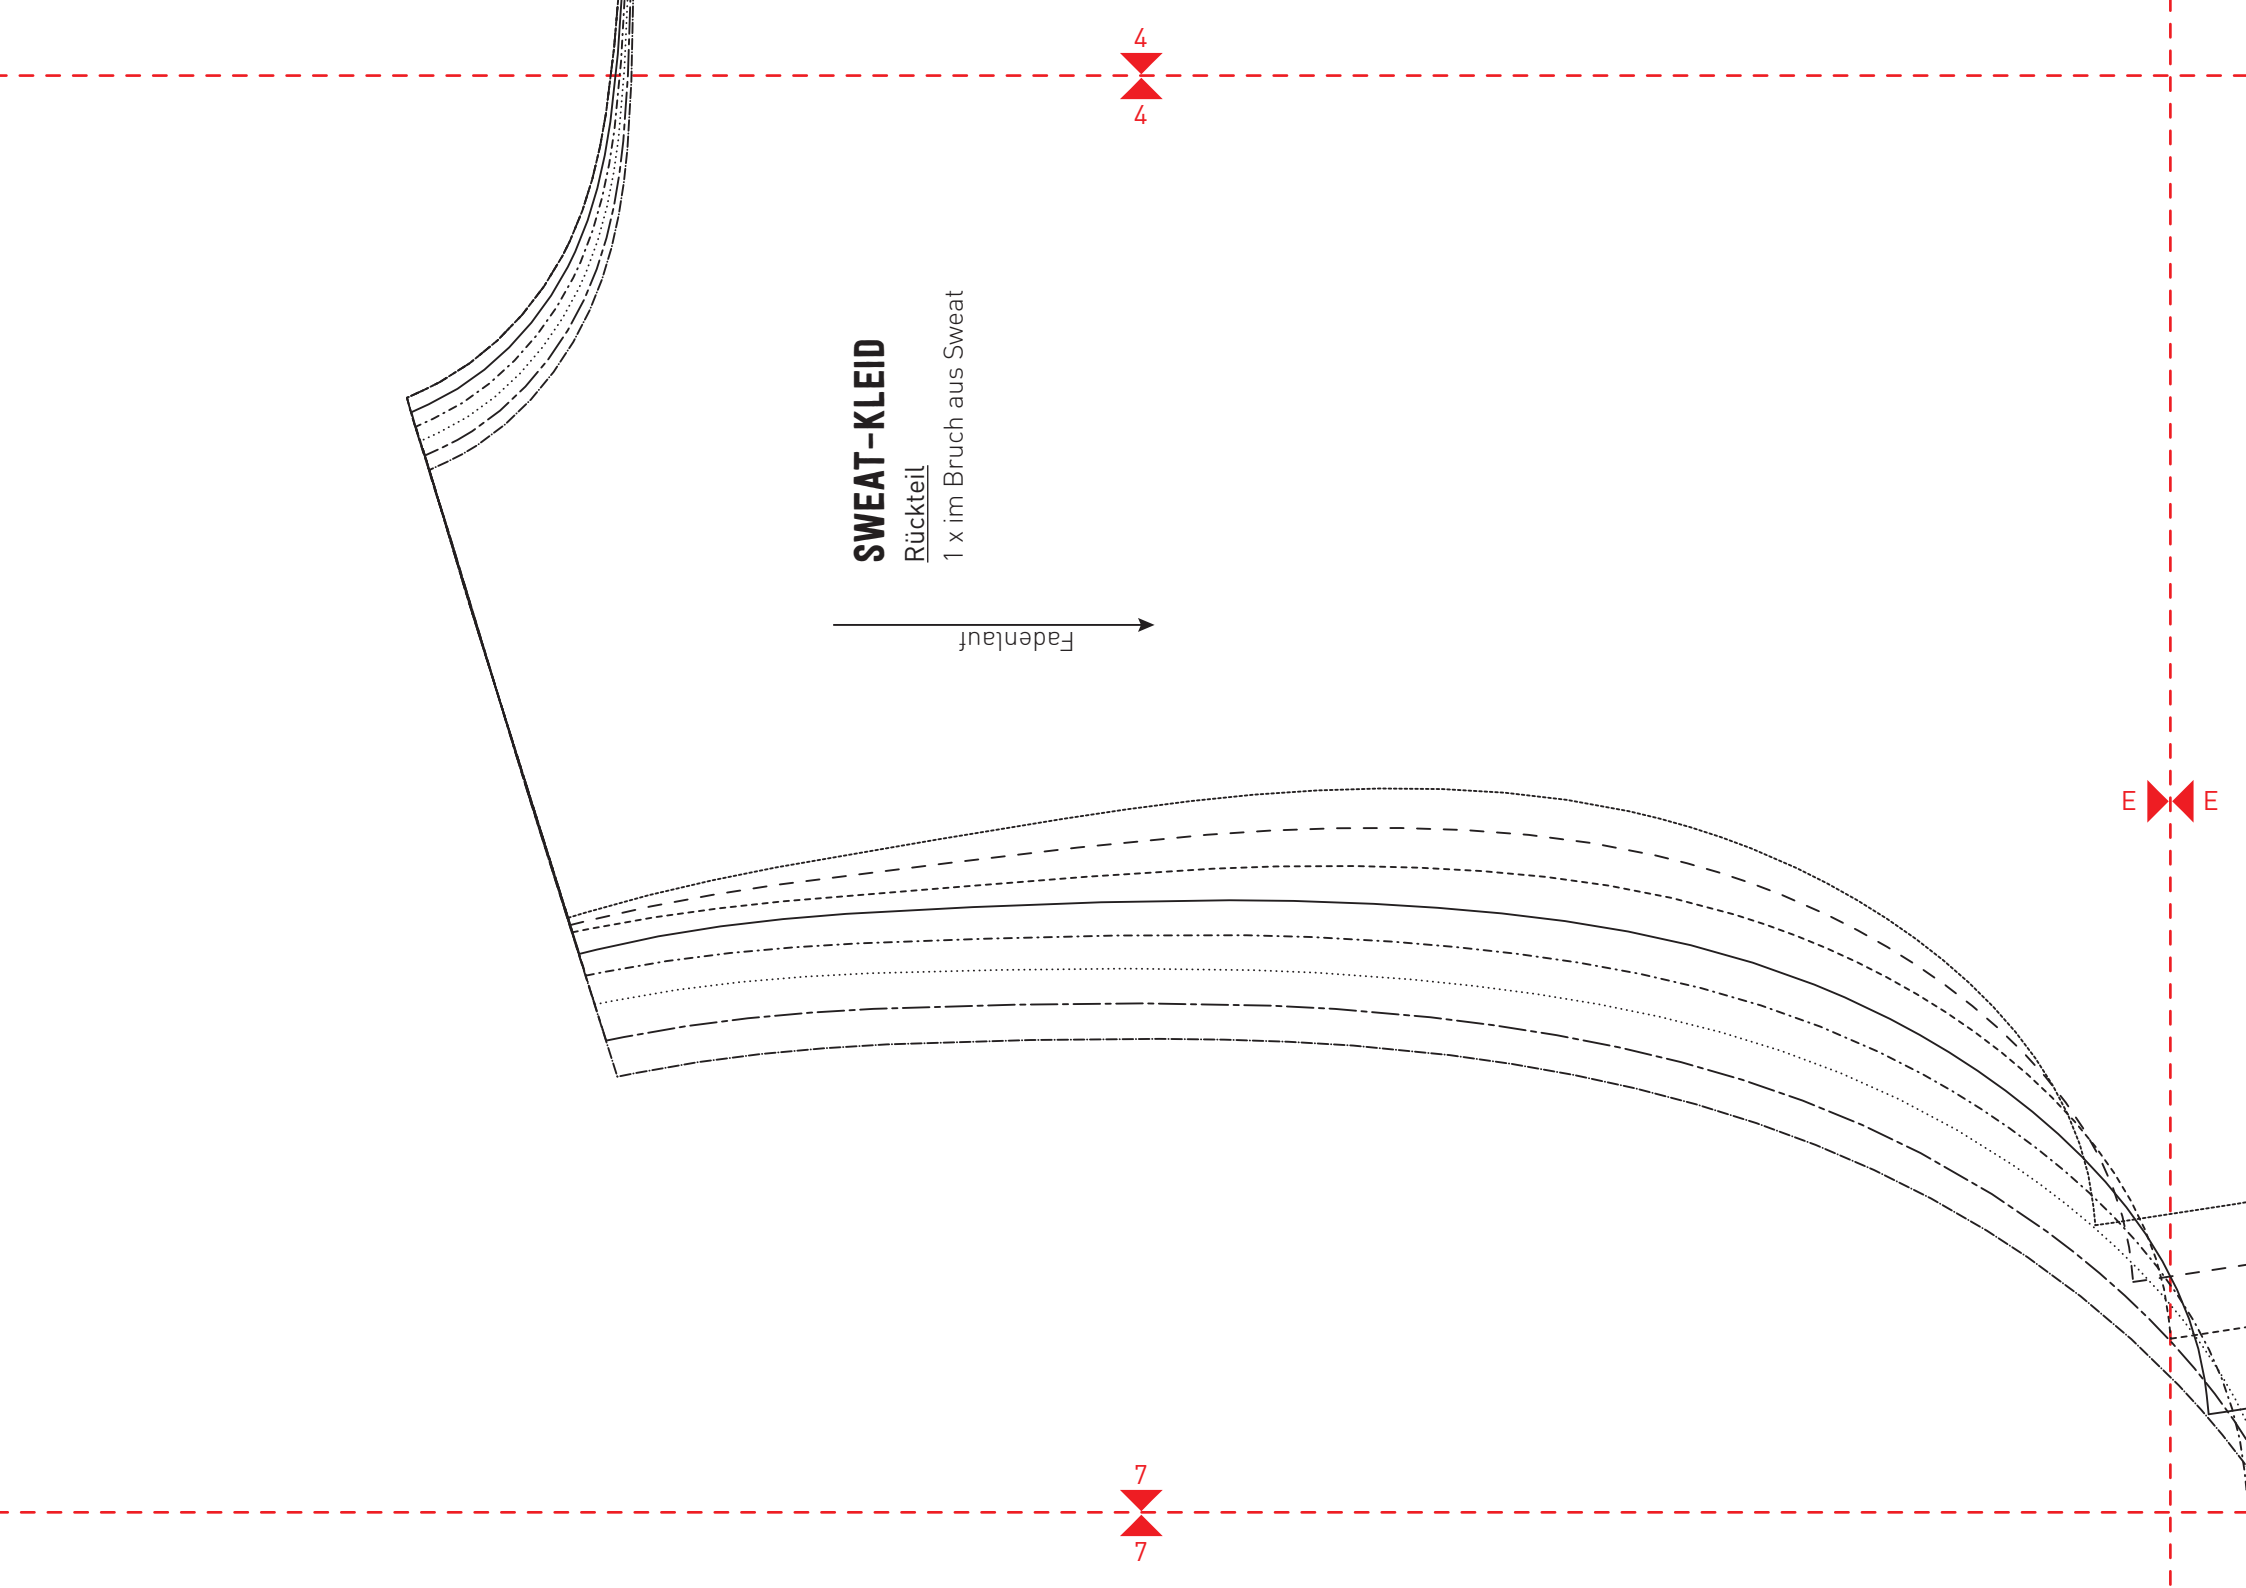 4
4
SWEAT-KLEID
Rückteil
1 x im Bruch aus Sweat
Fadenlauf
E E
7
7